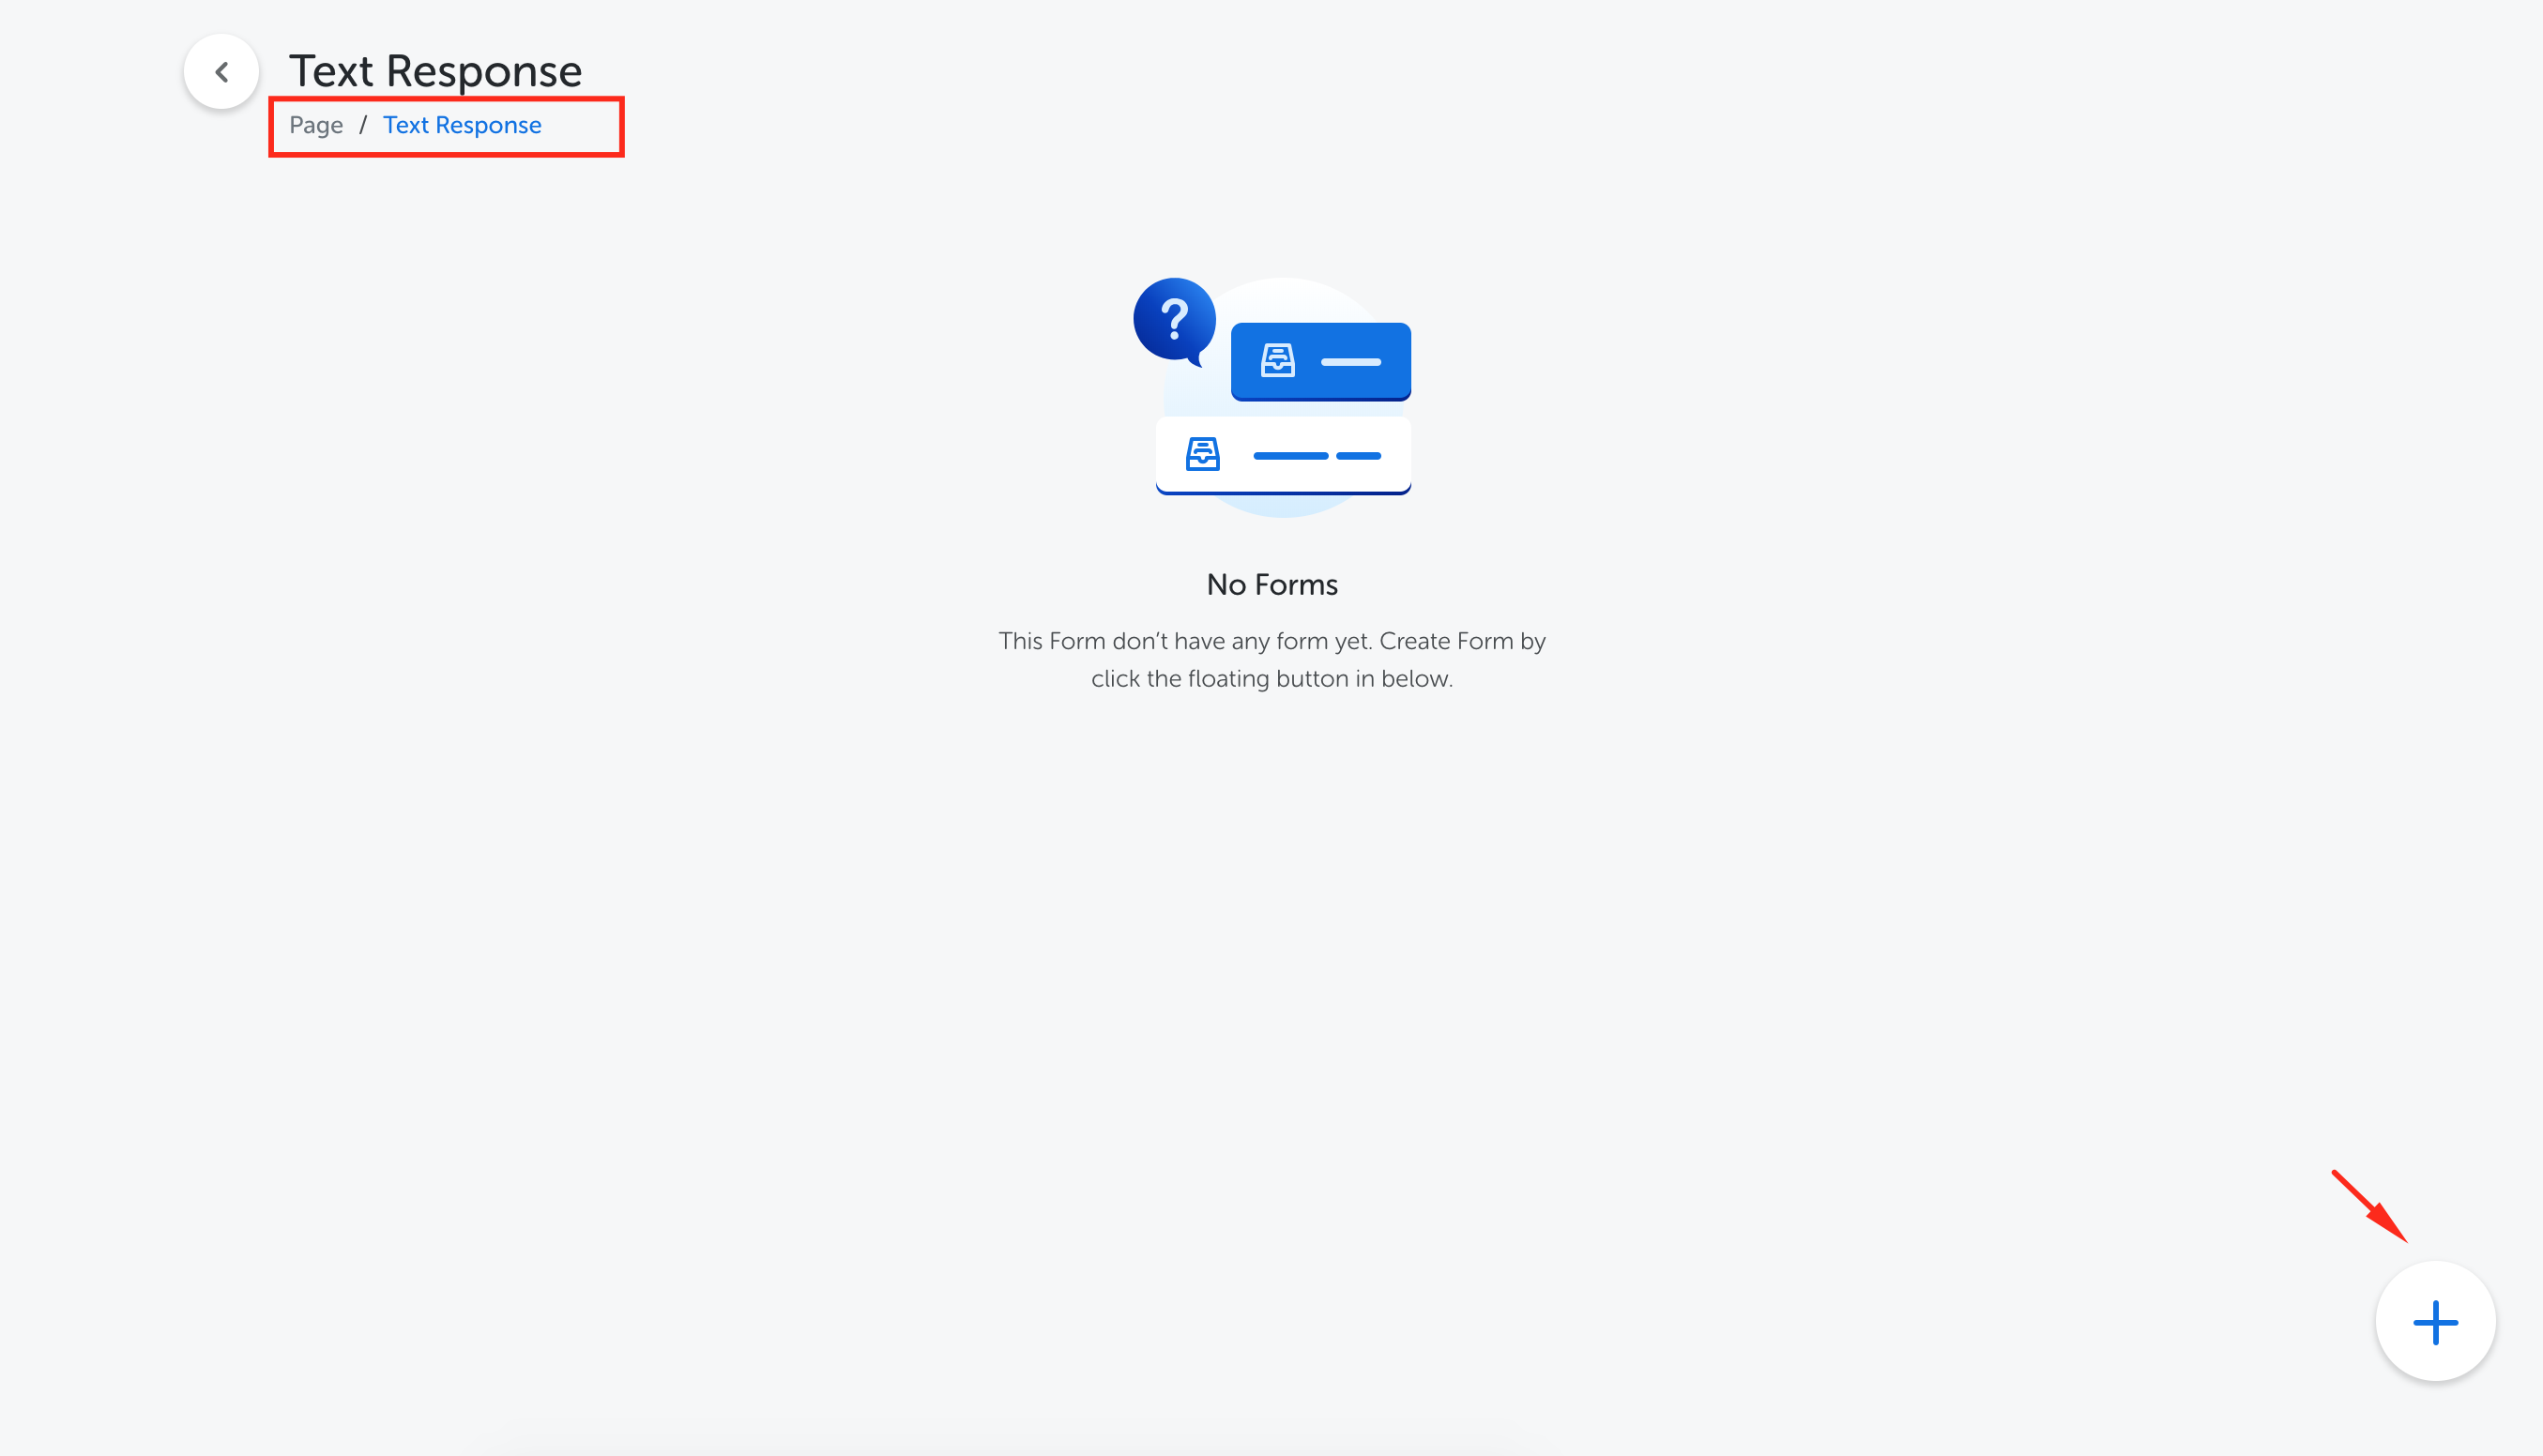 Text Response
Page / Text Response
?
No Forms
This Form don’t have any form yet. Create Form by
click the floating button in below.